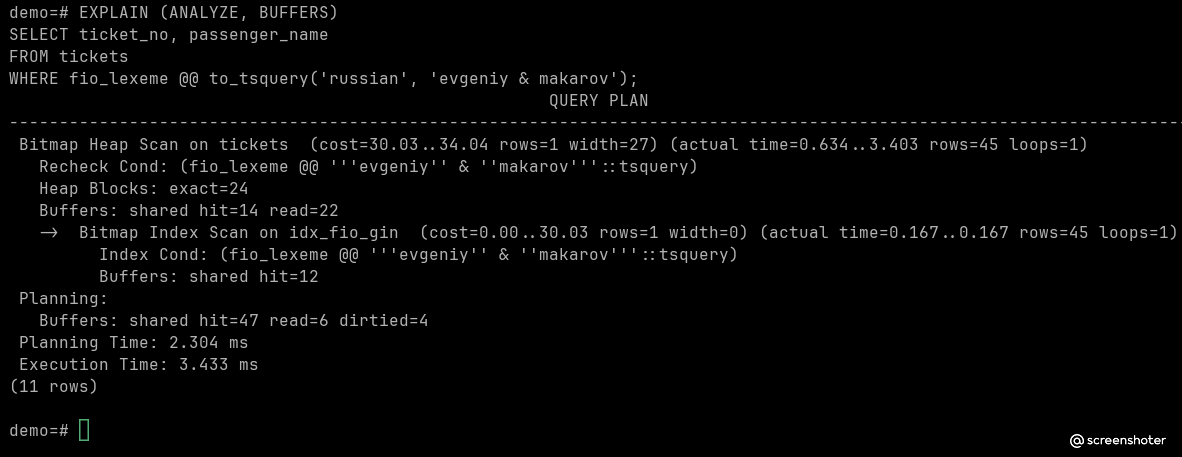 demo=# EXPLAIN (ANALYZE, BUFFERS)
SELECT ticket_no, passenger_name
FROM tickets
WHERE fio_lexeme @@ to_tsquery('russian', 'evgeniy & makarov');
QUERY PLAN
----------------------------------------------------------------------------------------------------------------------
Bitmap Heap Scan on tickets  (cost=30.03..34.04 rows=1 width=27) (actual time=0.634..3.403 rows=45 loops=1)
Recheck Cond: (fio_lexeme @@ '''evgeniy'' & ''makarov'''::tsquery)
Heap Blocks: exact=24
Buffers: shared hit=14 read=22
->  Bitmap Index Scan on idx_fio_gin  (cost=0.00..30.03 rows=1 width=0) (actual time=0.167..0.167 rows=45 loops=1)
Index Cond: (fio_lexeme @@ '''evgeniy'' & ''makarov'''::tsquery)
Buffers: shared hit=12
Planning:
Buffers: shared hit=47 read=6 dirtied=4
Planning Time: 2.304 ms
Execution Time: 3.433 ms
(11 rows)
demo=#
@screenshoter